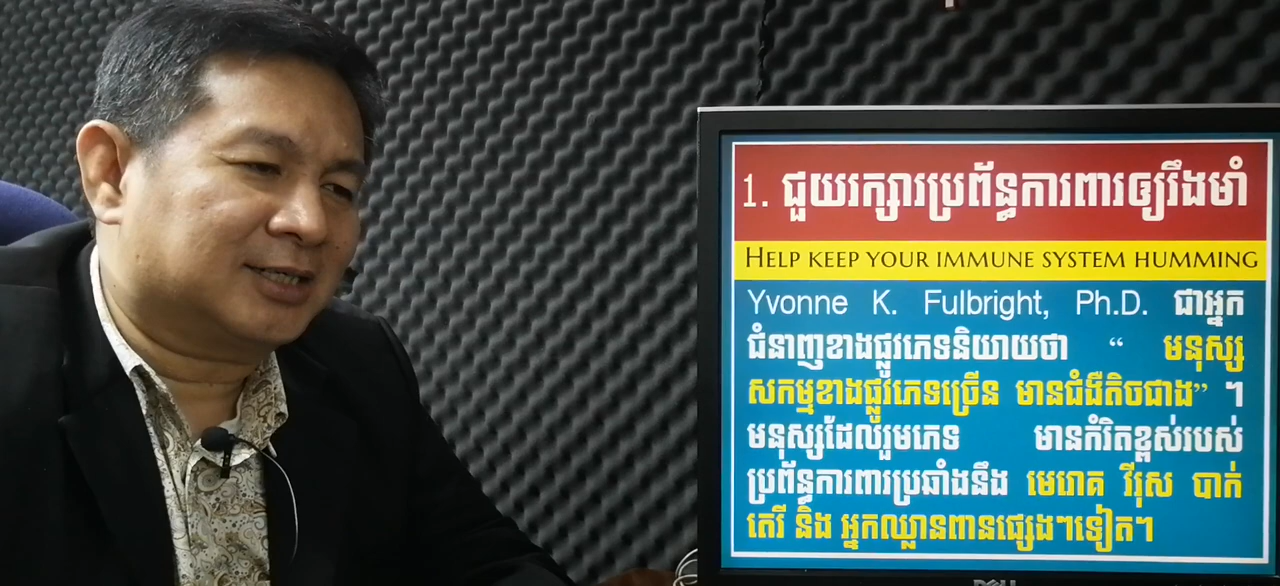 1. ជួយរក្សារប្រព័ន្ធការពារឲ្យរឹងមាំ
HELP KEEP YOUR IMMUNE SYSTEM HUMMING
Yvonne K. Fulbright, Ph.D. ជាអ្នក
ជំនាញខាងផ្លូវភេទនិយាយថា “ មនុស្ស
សកម្មខាងផ្លូវភេទច្រើន មានជំងឺតិចជាង” ។
មនុស្សដែលរួមភេទ មានកំរិតខ្ពស់របស់
ប្រព័ន្ធការពារប្រឆាំងនឹង មេរោគ វីរុស បាក់
តេរី និង អ្នកឈ្លានពានផ្សេងៗទៀត។